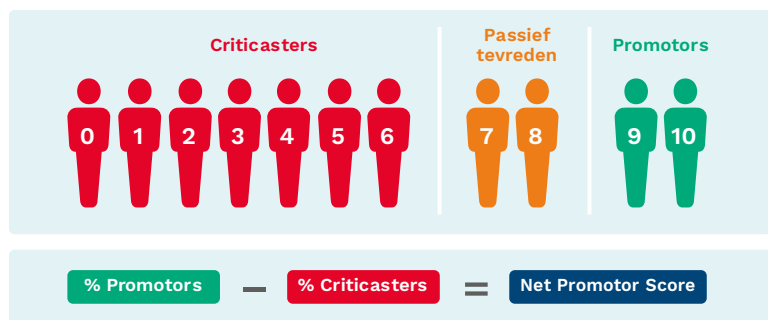 Criticasters
Passief
tevreden
Promotors
0 1 2 3 4 5 6 7 8 9 10
% Promotors – % Criticasters = Net Promotor Score